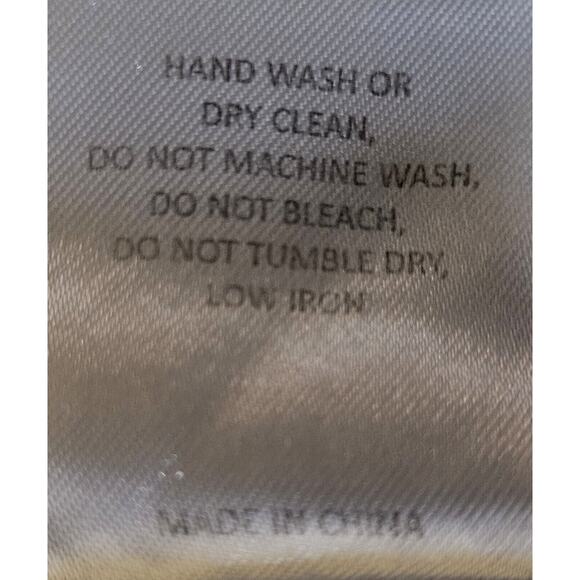 HAND WASH OR
DRY CLEAN,
DO NOT MACHINE WASH,
DO NOT BLEACH,
DO NOT TUMBLE DRY,
LOW IRON
MADE IN CHINA